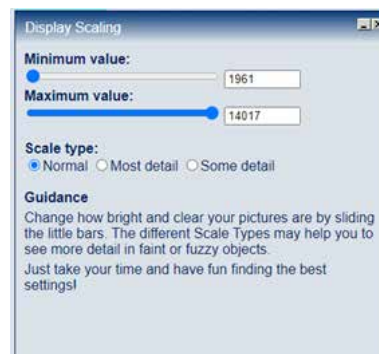 Display Scaling
Minimum value:
1961
Maximum value:
14017
Scale type:
Normal Most detail Some detail
Guidance
Change how bright and clear your pictures are by sliding
the little bars. The different Scale Types may help you to
see more detail in faint or fuzzy objects.
Just take your time and have fun finding the best
settings!